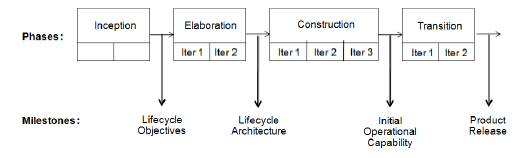 Phases:
Inception
Elaboration
Construction
Transition
Iter 1 Iter 2
Iter 1 Iter 2 Iter 3
Iter 1 Iter 2
Milestones:
Lifecycle
Objectives
Lifecycle
Architecture
Initial
Operational
Capability
Product
Release